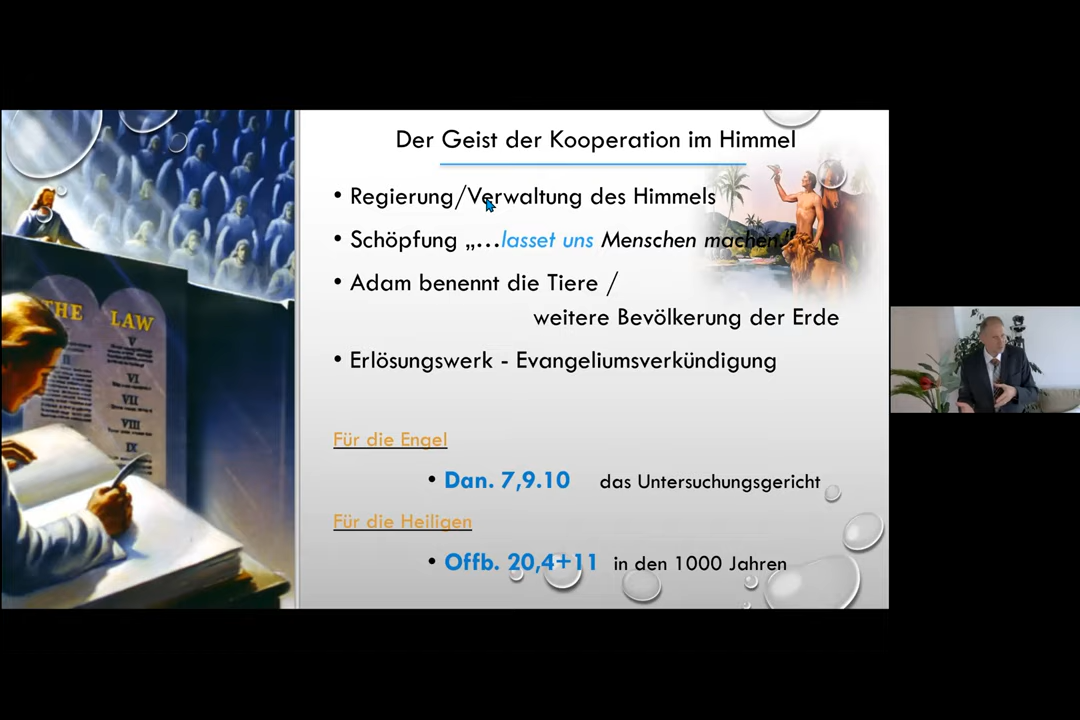 THE LAW
II
V
VI
VII
VIII
IX
Der Geist der Kooperation im Himmel
• Regierung/Verwaltung des Himmels
• Schöpfung „…lasset uns Menschen machen."
• Adam benennt die Tiere /
weitere Bevölkerung der Erde
• Erlösungswerk - Evangeliumsverkündigung
Für die Engel
• Dan. 7,9.10 das Untersuchungsgericht
Für die Heiligen
• Offb. 20,4+11 in den 1000 Jahren